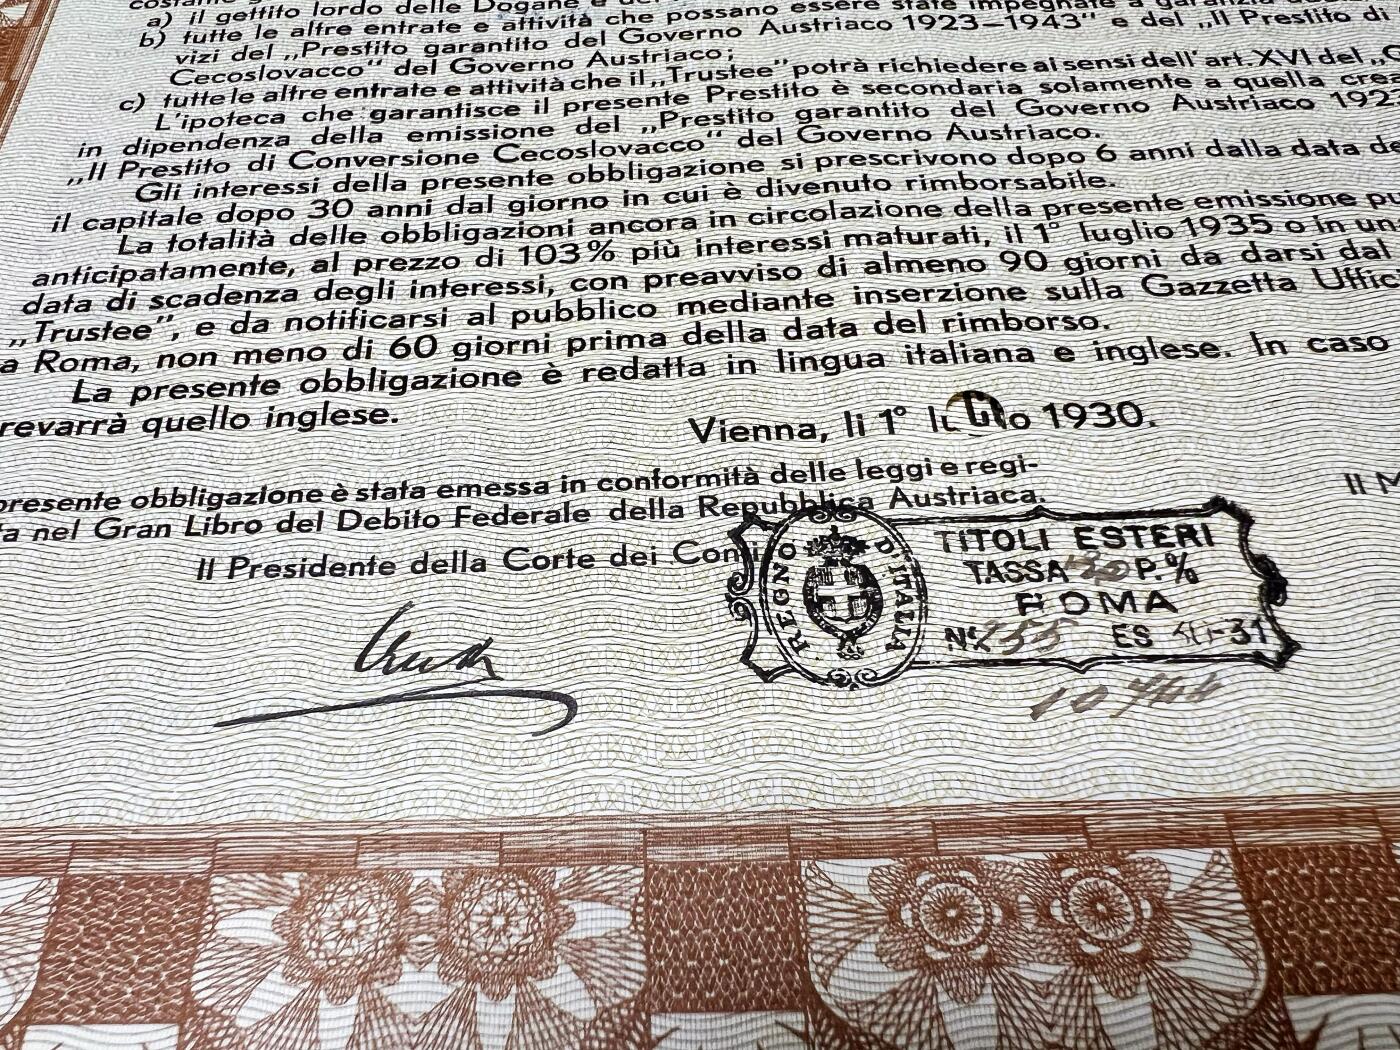 a) il gettito lordo delle Dogane e
b) tutte le altre entrate e attività che possano essere state impegnate a garanzia
vizi del „Prestito garantito del Governo Austriaco 1923–1943“ e del „Il Prestito di
Cecoslovacco“ del Governo Austriaco;
c) tutte le altre entrate e attività che il „Trustee” potrà richiedere ai sensi dell' art. XVI del
L'ipoteca che garantisce il presente Prestito è secondaria solamente a quella
in dipendenza della emissione del „Prestito garantito del Governo Austriaco
„Il Prestito di Conversione Cecoslovacco“ del Governo Austriaco.
Gli interessi della presente obbligazione si prescrivono dopo 6 anni dalla data
il capitale dopo 30 anni dal giorno in cui è divenuto rimborsabile.
La totalità delle obbligazioni ancora in circolazione della presente emissione
anticipatamente, al prezzo di 103% più interessi maturati, il 1° luglio 1935 o in
data di scadenza degli interessi, con preavviso di almeno 90 giorni da darsi dal
„Trustee”, e da notificarsi al pubblico mediante inserzione sulla Gazzetta Uffic
a Roma, non meno di 60 giorni prima della data del rimborso.
La presente obbligazione è redatta in lingua italiana e inglese. In caso
revarrà quello inglese.
Vienna, li 1° luglio 1930.
presente obbligazione è stata emessa in conformità delle leggi e regi-
ta nel Gran Libro del Debito Federale della Repubblica Austriaca.
Il M
Il Presidente della Corte dei Conti
REGNO D'ITALIA
TITOLI ESTERI
TASSA P.%
ROMA
N° 255 ES -31